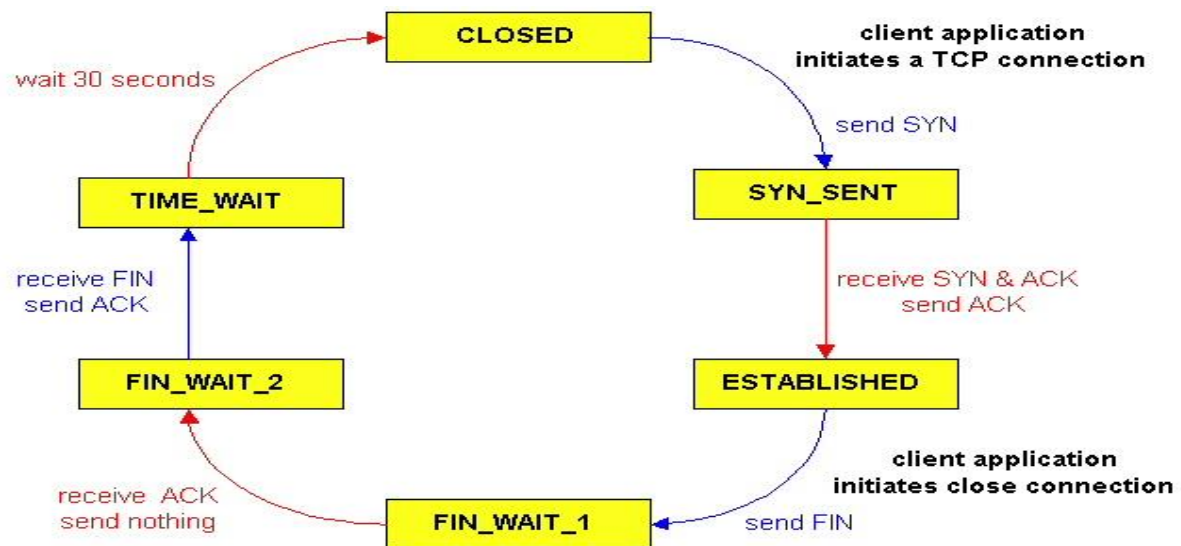 CLOSED
client application
initiates a TCP connection
wait 30 seconds
send SYN
TIME_WAIT
SYN_SENT
receive FIN
send ACK
receive SYN & ACK
send ACK
FIN_WAIT_2
ESTABLISHED
client application
initiates close connection
receive ACK
send nothing
FIN_WAIT_1
send FIN